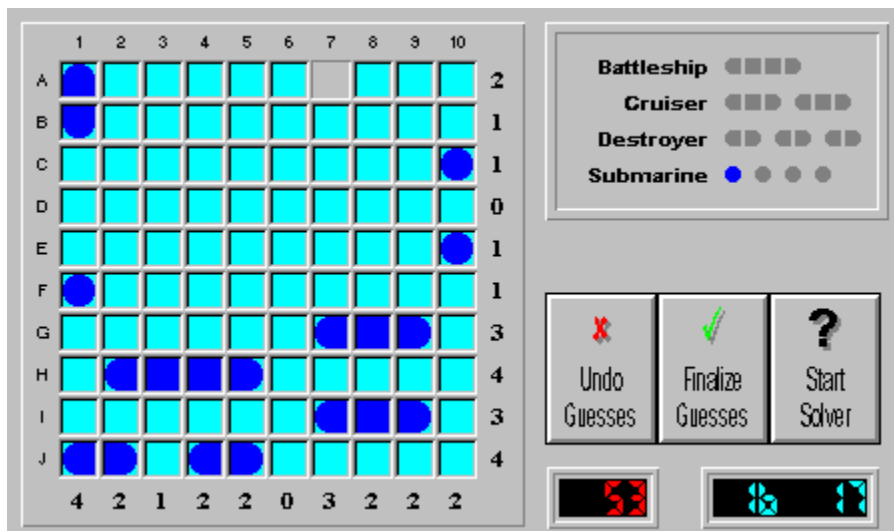 1 2 3 4 5 6 7 8 9 10
A 2
B 1
C 1
D 0
E 1
F 1
G 3
H 4
I 3
J 4
4 2 1 2 2 0 3 2 2 2
Battleship
Cruiser
Destroyer
Submarine
x Undo Guesses
✓ Finalize Guesses
? Start Solver
53
16 17